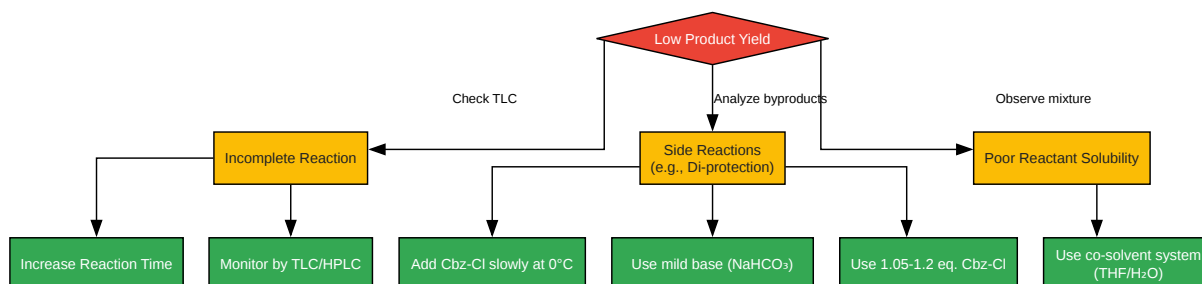 Low Product Yield
Check TLC
Analyze byproducts
Observe mixture
Incomplete Reaction
Side Reactions
(e.g., Di-protection)
Poor Reactant Solubility
Increase Reaction Time
Monitor by TLC/HPLC
Add Cbz-Cl slowly at 0°C
Use mild base (NaHCO₃)
Use 1.05-1.2 eq. Cbz-Cl
Use co-solvent system
(THF/H₂O)